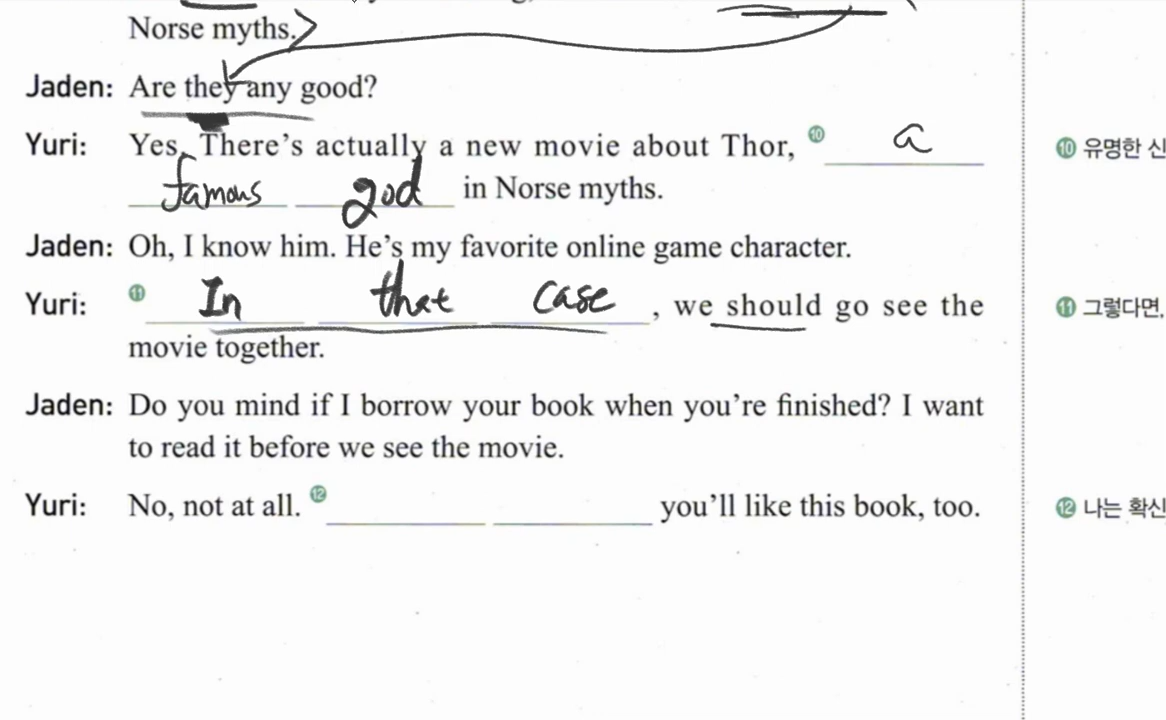 Norse myths.
Jaden: Are they any good?
Yuri: Yes. There's actually a new movie about Thor, ⑩ a ⑩ 유명한 신
famous god in Norse myths.
Jaden: Oh, I know him. He's my favorite online game character.
Yuri: ⑪ In that case, we should go see the ⑪ 그렇다면,
movie together.
Jaden: Do you mind if I borrow your book when you're finished? I want
to read it before we see the movie.
Yuri: No, not at all. ⑫ you'll like this book, too. ⑫ 나는 확신